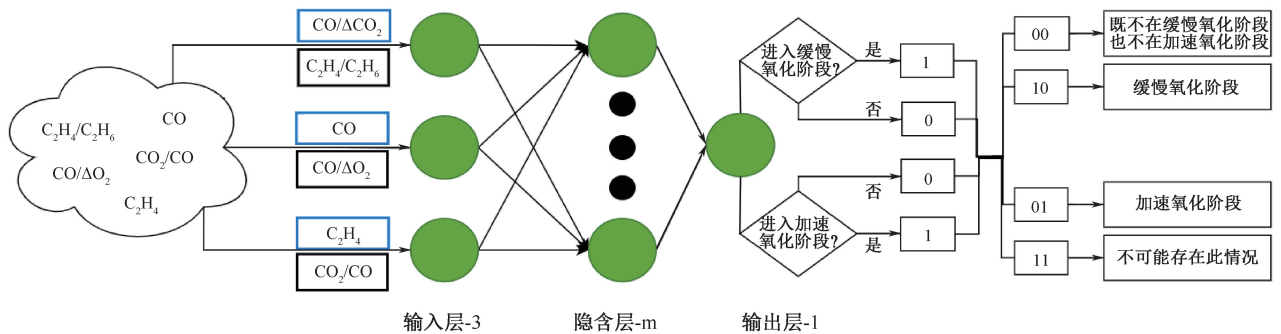 C₂H₄/C₂H₆
CO
CO₂/CO
CO/ΔO₂
C₂H₄
CO/ΔCO₂
C₂H₄/C₂H₆
CO
CO/ΔO₂
C₂H₄
CO₂/CO
输入层-3
隐含层-m
输出层-1
进入缓慢
氧化阶段?
是
1
否
0
进入加速
氧化阶段?
否
0
是
1
00
既不在缓慢氧化阶段
也不在加速氧化阶段
10
缓慢氧化阶段
01
加速氧化阶段
11
不可能存在此情况